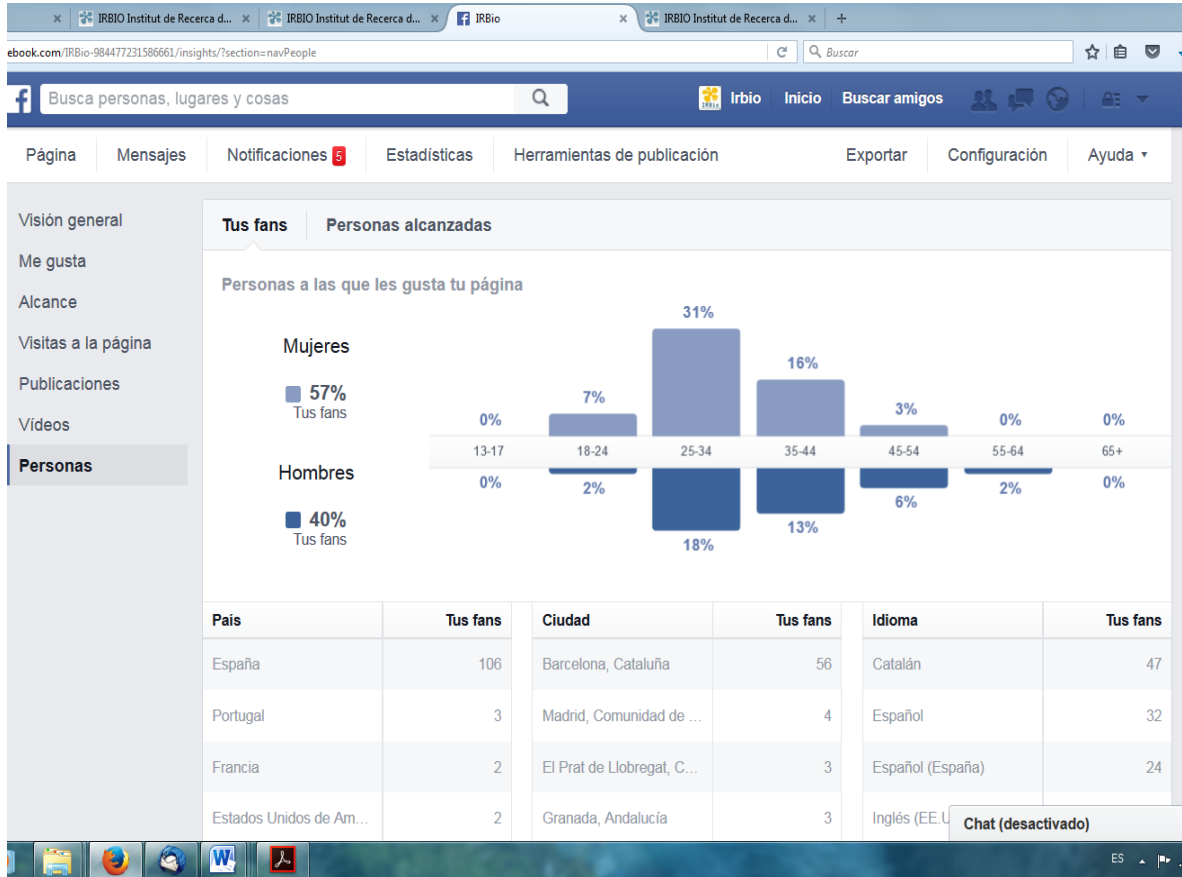 IRBIO Institut de Recerca d... IRBIO Institut de Recerca d... IRBio IRBIO Institut de Recerca d...
ebook.com/IRBio-984477231586661/insights/?section=navPeople Buscar
Busca personas, lugares y cosas Irbio Inicio Buscar amigos
Página Mensajes Notificaciones 5 Estadísticas Herramientas de publicación Exportar Configuración Ayuda
Visión general
Me gusta
Alcance
Visitas a la página
Publicaciones
Vídeos
Personas
Tus fans Personas alcanzadas
Personas a las que les gusta tu página
Mujeres
57%
Tus fans
0% 7% 31% 16% 3% 0% 0%
13-17 18-24 25-34 35-44 45-54 55-64 65+
Hombres
40%
Tus fans
0% 2% 18% 13% 6% 2% 0%
País Tus fans Ciudad Tus fans Idioma Tus fans
España 106 Barcelona, Cataluña 56 Catalán 47
Portugal 3 Madrid, Comunidad de ... 4 Español 32
Francia 2 El Prat de Llobregat, C... 3 Español (España) 24
Estados Unidos de Am... 2 Granada, Andalucía 3 Inglés (EE.U
Chat (desactivado)
ES